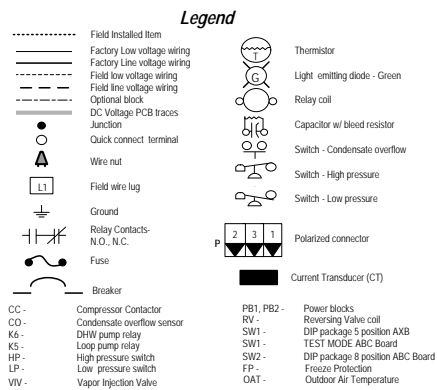 Legend
Field Installed Item
Factory Low voltage wiring
Factory Line voltage wiring
Field low voltage wiring
Field line voltage wiring
Optional block
DC Voltage PCB traces
Junction
Quick connect terminal
Wire nut
L1
Field wire lug
Ground
Relay Contacts-
N.O., N.C.
Fuse
Breaker
T
Thermistor
G
Light emitting diode - Green
Relay coil
Capacitor w/ bleed resistor
Switch - Condensate overflow
Switch - High pressure
Switch - Low pressure
P
2 3 1
Polarized connector
Current Transducer (CT)
CC - Compressor Contactor
CO - Condensate overflow sensor
K6 - DHW pump relay
K5 - Loop pump relay
HP - High pressure switch
LP - Low pressure switch
VIV - Vapor Injection Valve
PB1, PB2 - Power blocks
RV - Reversing Valve coil
SW1 - DIP package 5 position AXB
SW1 - TEST MODE ABC Board
SW2 - DIP package 8 position ABC Board
FP - Freeze Protection
OAT - Outdoor Air Temperature